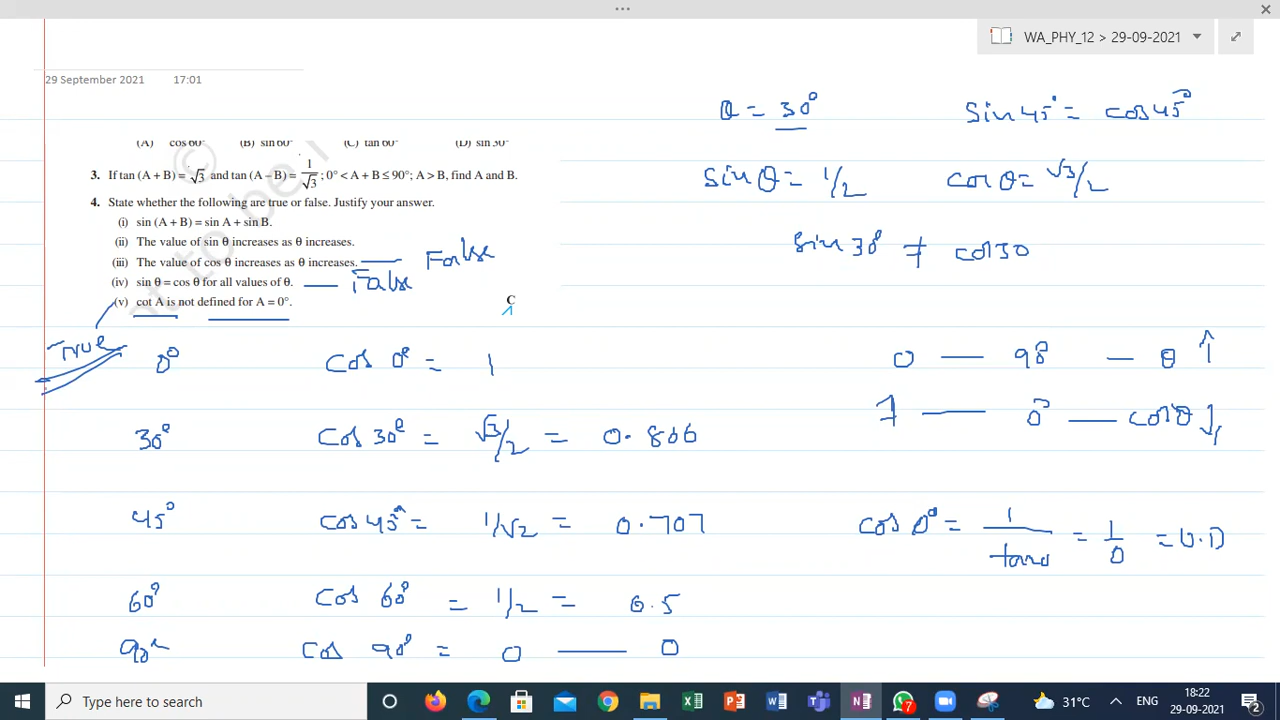 WA_PHY_12 > 29-09-2021
29 September 2021 17:01
(A) cos 60° (B) sin 60° (C) tan 60° (D) sin 30°
3. If tan (A + B) = √3 and tan (A – B) = 1/√3; 0° < A + B ≤ 90°; A > B, find A and B.
4. State whether the following are true or false. Justify your answer.
(i) sin (A + B) = sin A + sin B.
(ii) The value of sin θ increases as θ increases.
(iii) The value of cos θ increases as θ increases. — False
(iv) sin θ = cos θ for all values of θ. — False
(v) cot A is not defined for A = 0°.
C
True
θ = 30° sin 45° = cos 45°
sin θ = 1/2 cos θ = √3/2
sin 30° ≠ cos 30
0° cos 0° = 1
30° cos 30° = √3/2 = 0.866
45° cos 45° = 1/√2 = 0.707
60° cos 60° = 1/2 = 0.5
90° cos 90° = 0 — 0
0 — 90° — θ ↑
1 — 0° — cos θ ↓
cos 0° = 1/tan0 = 1/0 = N.D
Type here to search
31°C ENG 18:22
29-09-2021
7
2